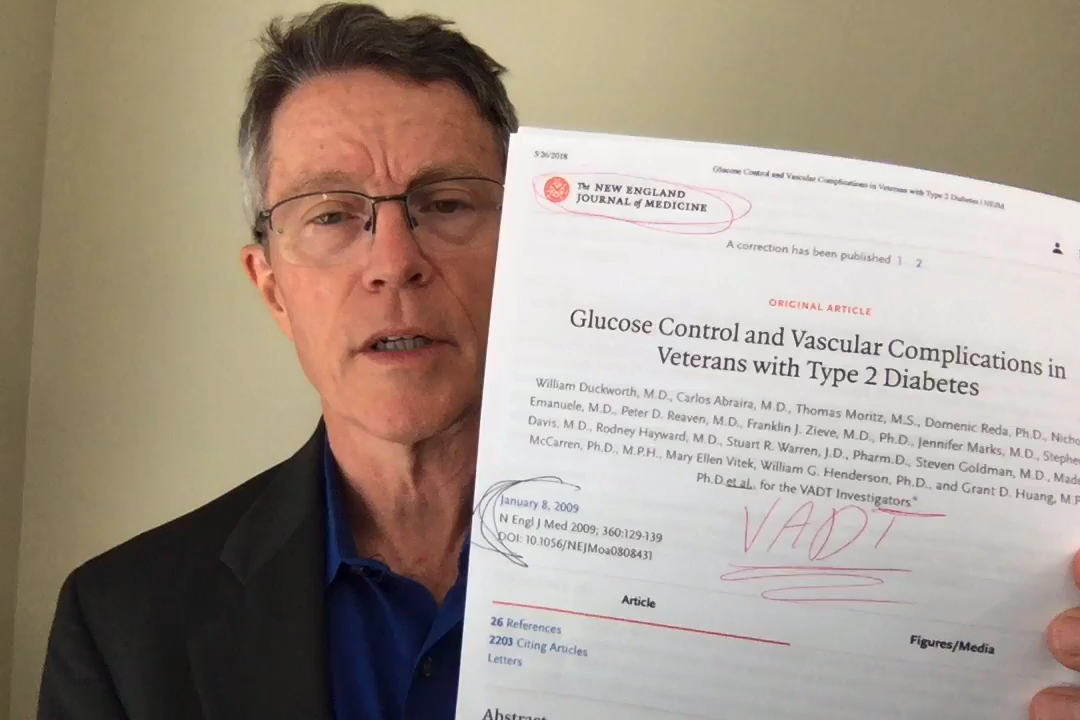 5/26/2018
Glucose Control and Vascular Complications in Veterans with Type 2 Diabetes | NEJM
The NEW ENGLAND
JOURNAL of MEDICINE
A correction has been published 1 2
ORIGINAL ARTICLE
Glucose Control and Vascular Complications in
Veterans with Type 2 Diabetes
William Duckworth, M.D., Carlos Abraira, M.D., Thomas Moritz, M.S., Domenic Reda, Ph.D., Nicho
Emanuele, M.D., Peter D. Reaven, M.D., Franklin J. Zieve, M.D., Ph.D., Jennifer Marks, M.D., Stephe
Davis, M.D., Rodney Hayward, M.D., Stuart R. Warren, J.D., Pharm.D., Steven Goldman, M.D., Made
McCarren, Ph.D., M.P.H., Mary Ellen Vitek, William G. Henderson, Ph.D., and Grant D. Huang, M.P
Ph.D.et al., for the VADT Investigators*
VADT
January 8, 2009
N Engl J Med 2009; 360:129-139
DOI: 10.1056/NEJMoa0808431
Article
Figures/Media
26 References
2203 Citing Articles
Letters
Abstract